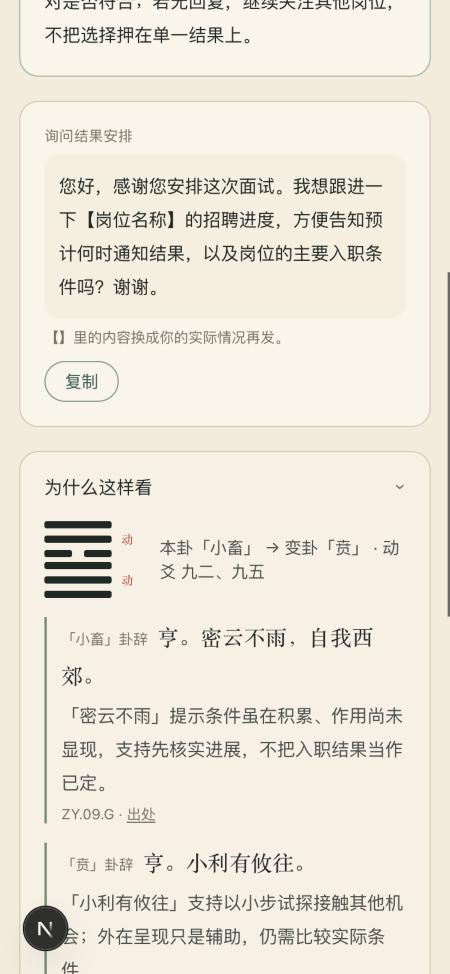 对是否符合；若无回复，继续关注其他岗位，
不把选择押在单一结果上。
询问结果安排
您好，感谢您安排这次面试。我想跟进一
下【岗位名称】的招聘进度，方便告知预
计何时通知结果，以及岗位的主要入职条
件吗？谢谢。
【】里的内容换成你的实际情况再发。
复制
为什么这样看
动
动
本卦「小畜」 → 变卦「贲」 · 动
爻 九二、九五
「小畜」卦辞 亨。密云不雨，自我西
郊。
「密云不雨」提示条件虽在积累、作用尚未
显现，支持先核实进展，不把入职结果当作
已定。
ZY.09.G · 出处
「贲」卦辞 亨。小利有攸往。
「小利有攸往」支持以小步试探接触其他机
会；外在呈现只是辅助，仍需比较实际条
件
N